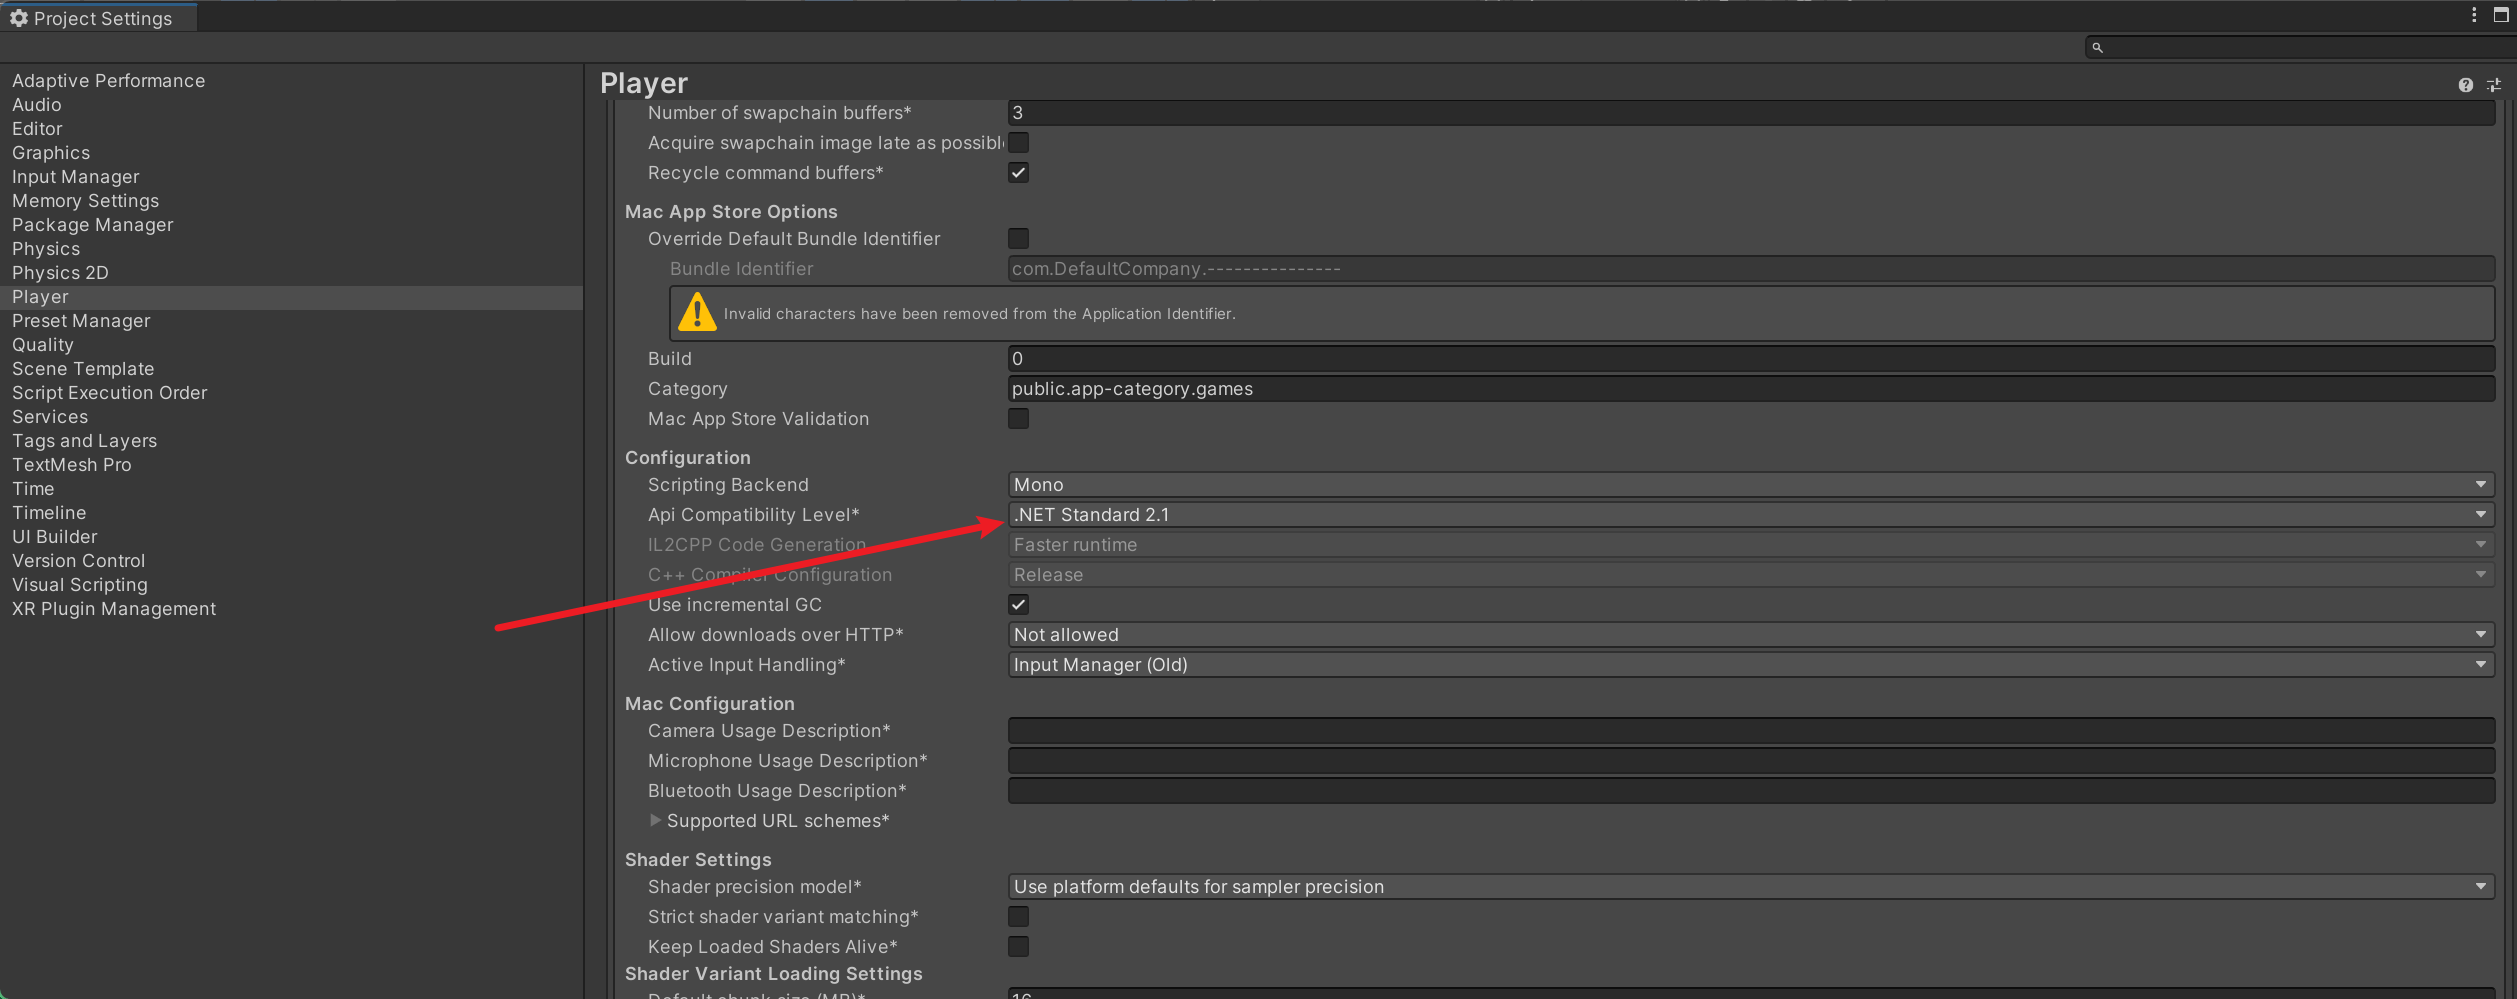 Project Settings
Adaptive Performance
Audio
Editor
Graphics
Input Manager
Memory Settings
Package Manager
Physics
Physics 2D
Player
Preset Manager
Quality
Scene Template
Script Execution Order
Services
Tags and Layers
TextMesh Pro
Time
Timeline
UI Builder
Version Control
Visual Scripting
XR Plugin Management
Player
Number of swapchain buffers* 3
Acquire swapchain image late as possibl
Recycle command buffers*
Mac App Store Options
Override Default Bundle Identifier
Bundle Identifier com.DefaultCompany.---------------
Invalid characters have been removed from the Application Identifier.
Build 0
Category public.app-category.games
Mac App Store Validation
Configuration
Scripting Backend Mono
Api Compatibility Level* .NET Standard 2.1
IL2CPP Code Generation Faster runtime
C++ Compiler Configuration Release
Use incremental GC
Allow downloads over HTTP* Not allowed
Active Input Handling* Input Manager (Old)
Mac Configuration
Camera Usage Description*
Microphone Usage Description*
Bluetooth Usage Description*
Supported URL schemes*
Shader Settings
Shader precision model* Use platform defaults for sampler precision
Strict shader variant matching*
Keep Loaded Shaders Alive*
Shader Variant Loading Settings
Default chunk size (MB)* 16